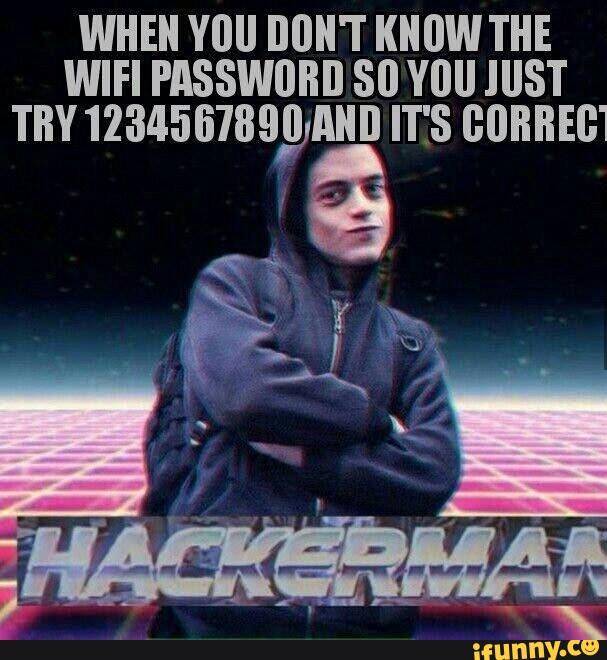 WHEN YOU DON'T KNOW THE
WIFI PASSWORD SO YOU JUST
TRY 1234567890 AND IT'S CORRECT
HACKERMAN
ifunny.co